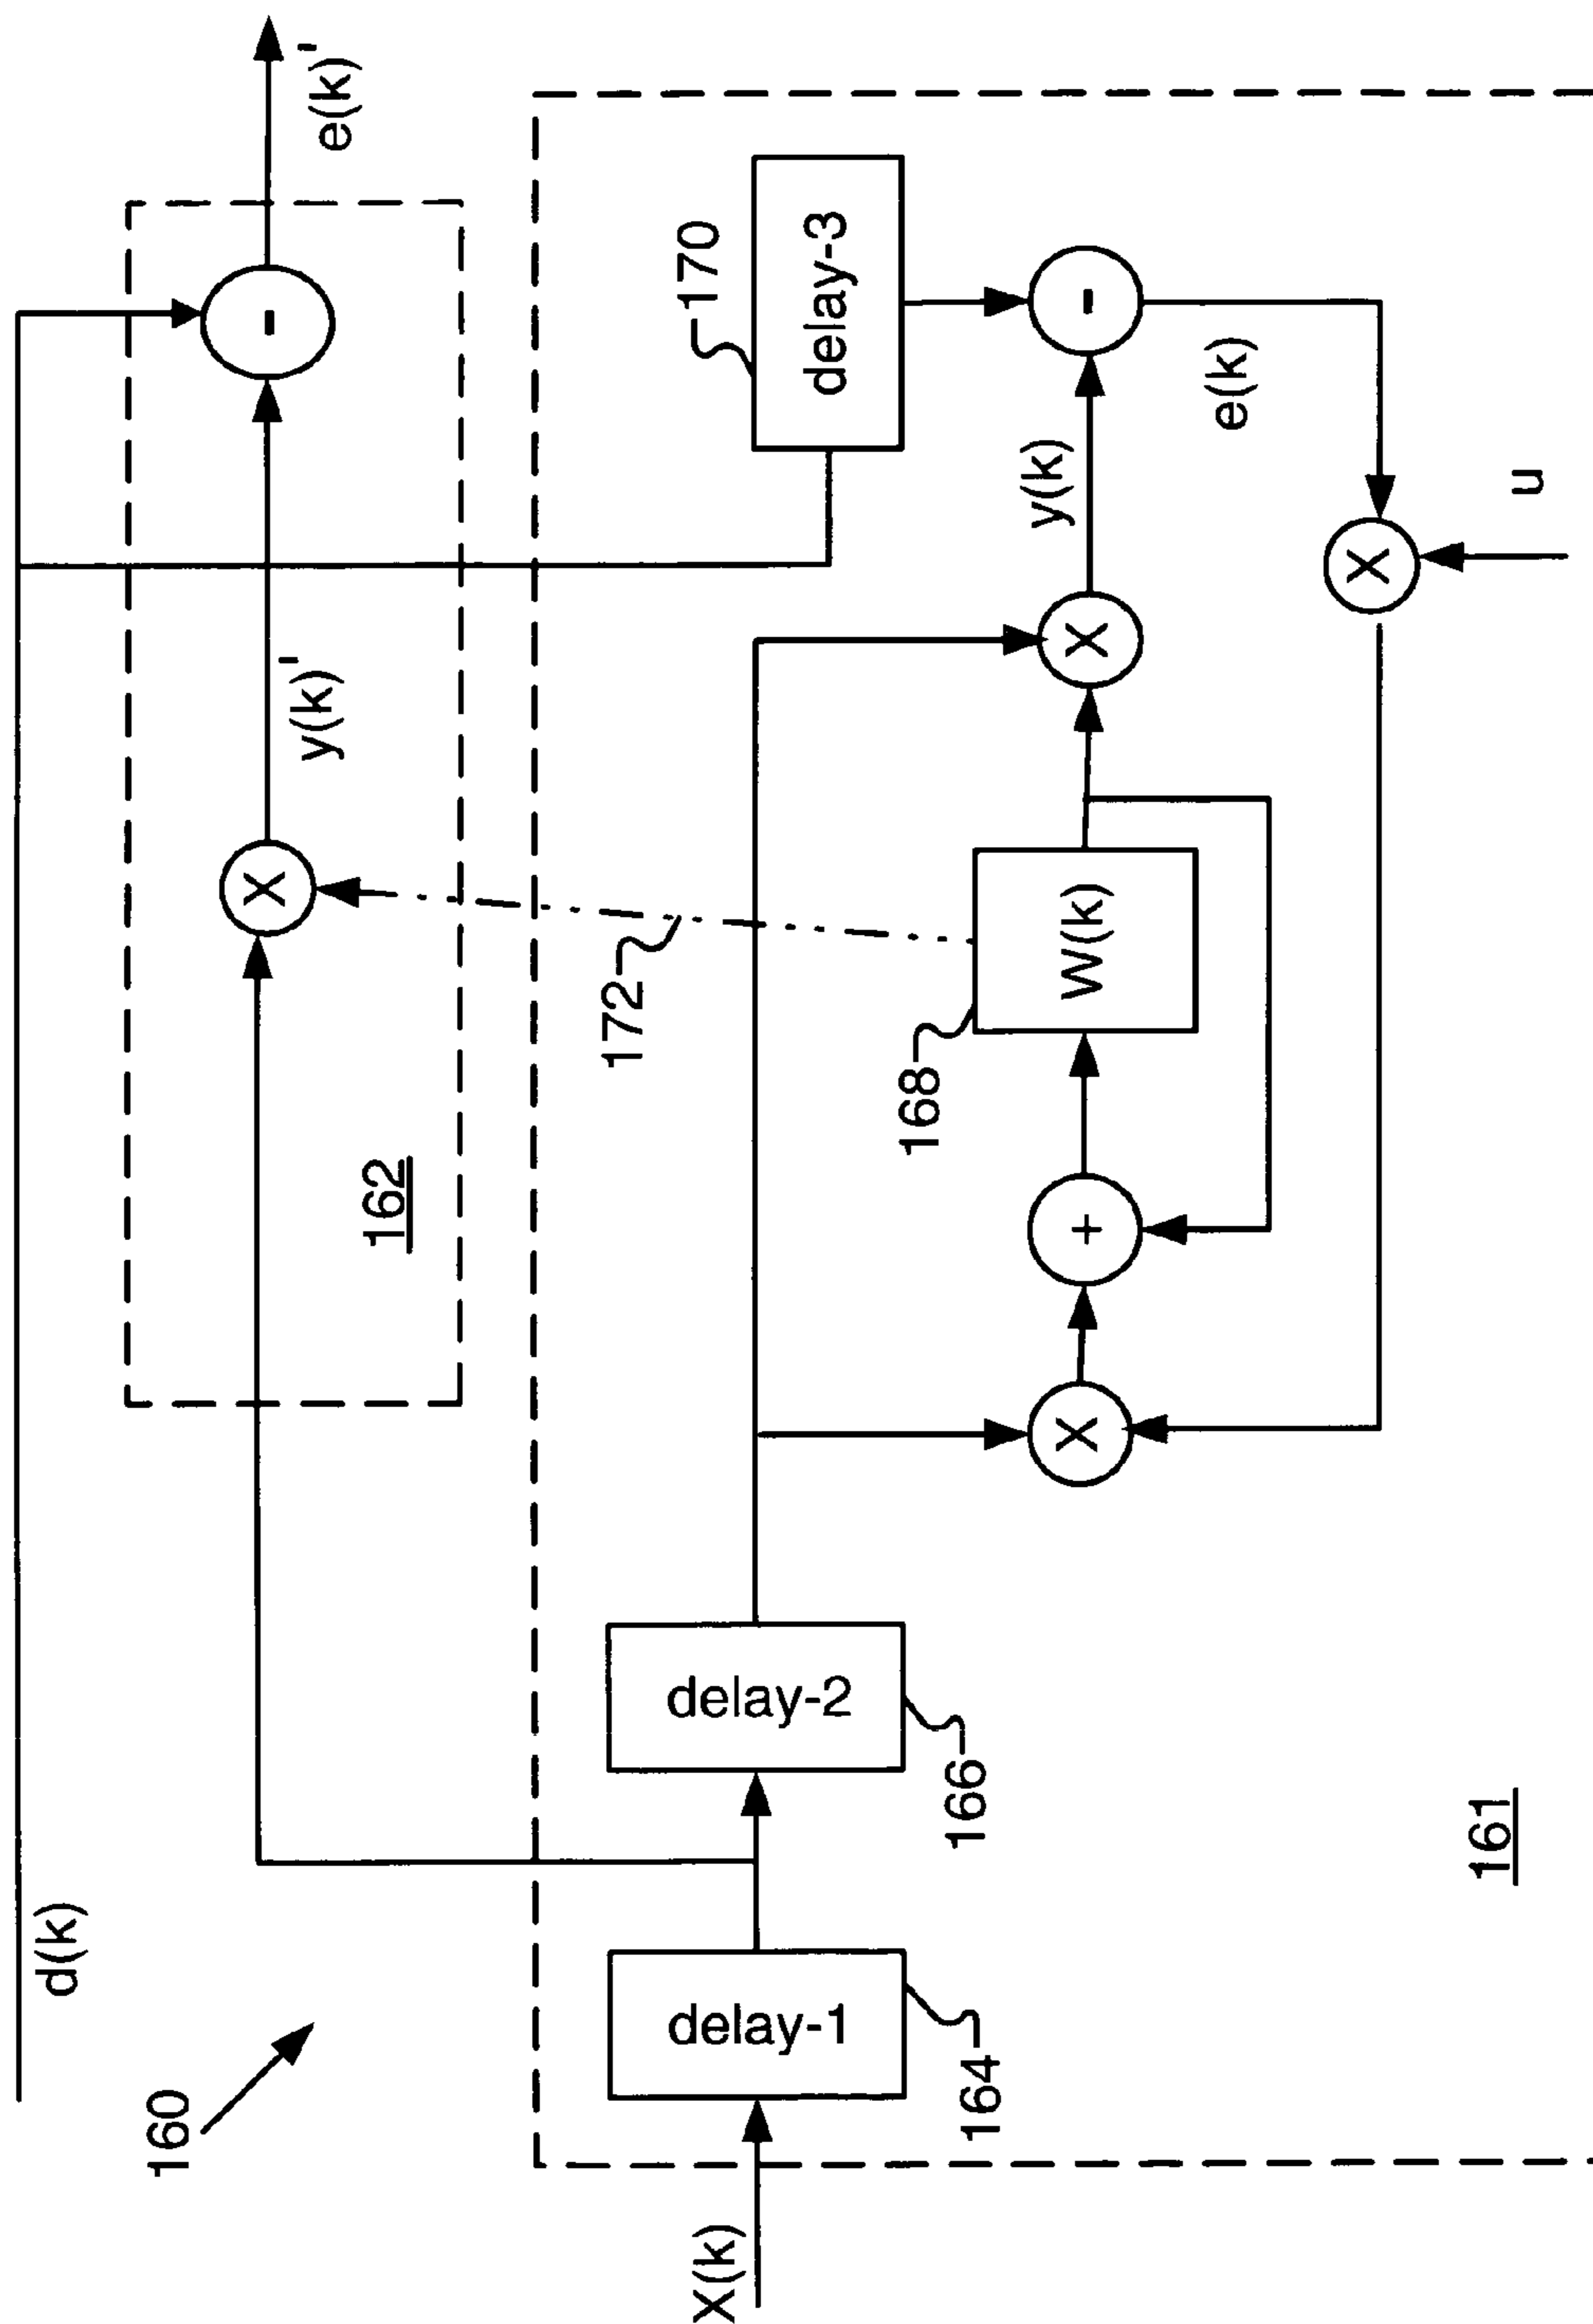 160
d(k)
y(k)'
e(k)'
162
172
X(k)
delay-1
164
delay-2
166
168
W(k)
y(k)
170
delay-3
e(k)
u
161
X
-
X
+
X
-
X